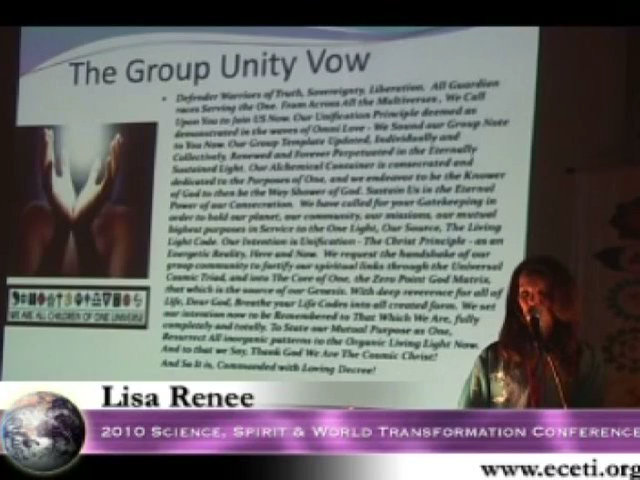 The Group Unity Vow
• Defender Warriors of Truth, Sovereignty, Liberation. All Guardian
races Serving the One. From Across All the Multiverses, We Call
Upon You to Join US Now. Our Unification Principle deemed as
demonstrated in the waves of Omni Love - We Sound our Group Note
to You Now. Our Group Template Updated, Individually and
Collectively, Renewed and Forever Perpetuated in the Eternally
Sustained Light. Our Alchemical Container is consecrated and
dedicated to the Purposes of One, and we endeavor to be the Knower
of God to then be the Way Shower of God. Sustain Us in the Eternal
Power of our Consecration. We have called for your Gatekeeping in
order to hold our planet, our community, our missions, our mutual
highest purposes in Service to the One Light, Our Source, The Living
Light Code. Our Intention is Unification - The Christ Principle - as an
Energetic Reality, Here and Now. We request the handshake of our
group community to fortify our spiritual links through the Universal
Cosmic Triad, and into The Core of One, the Zero Point God Matrix,
that which is the source of our Genesis. With deep reverence for all of
Life, Dear God, Breathe your Life Codes into all created form. We set
our intention now to be Remembered to That Which We Are, fully
completely and totally. To State our Mutual Purpose as One,
Resurrect All inorganic patterns to the Organic Living Light Now.
And to that we Say, Thank God We Are The Cosmic Christ!
And So It is, Commanded with Loving Decree!
WE ARE ALL CHILDREN OF ONE UNIVERSE
Lisa Renee
2010 Science, Spirit & World Transformation Conference
www.eceti.org